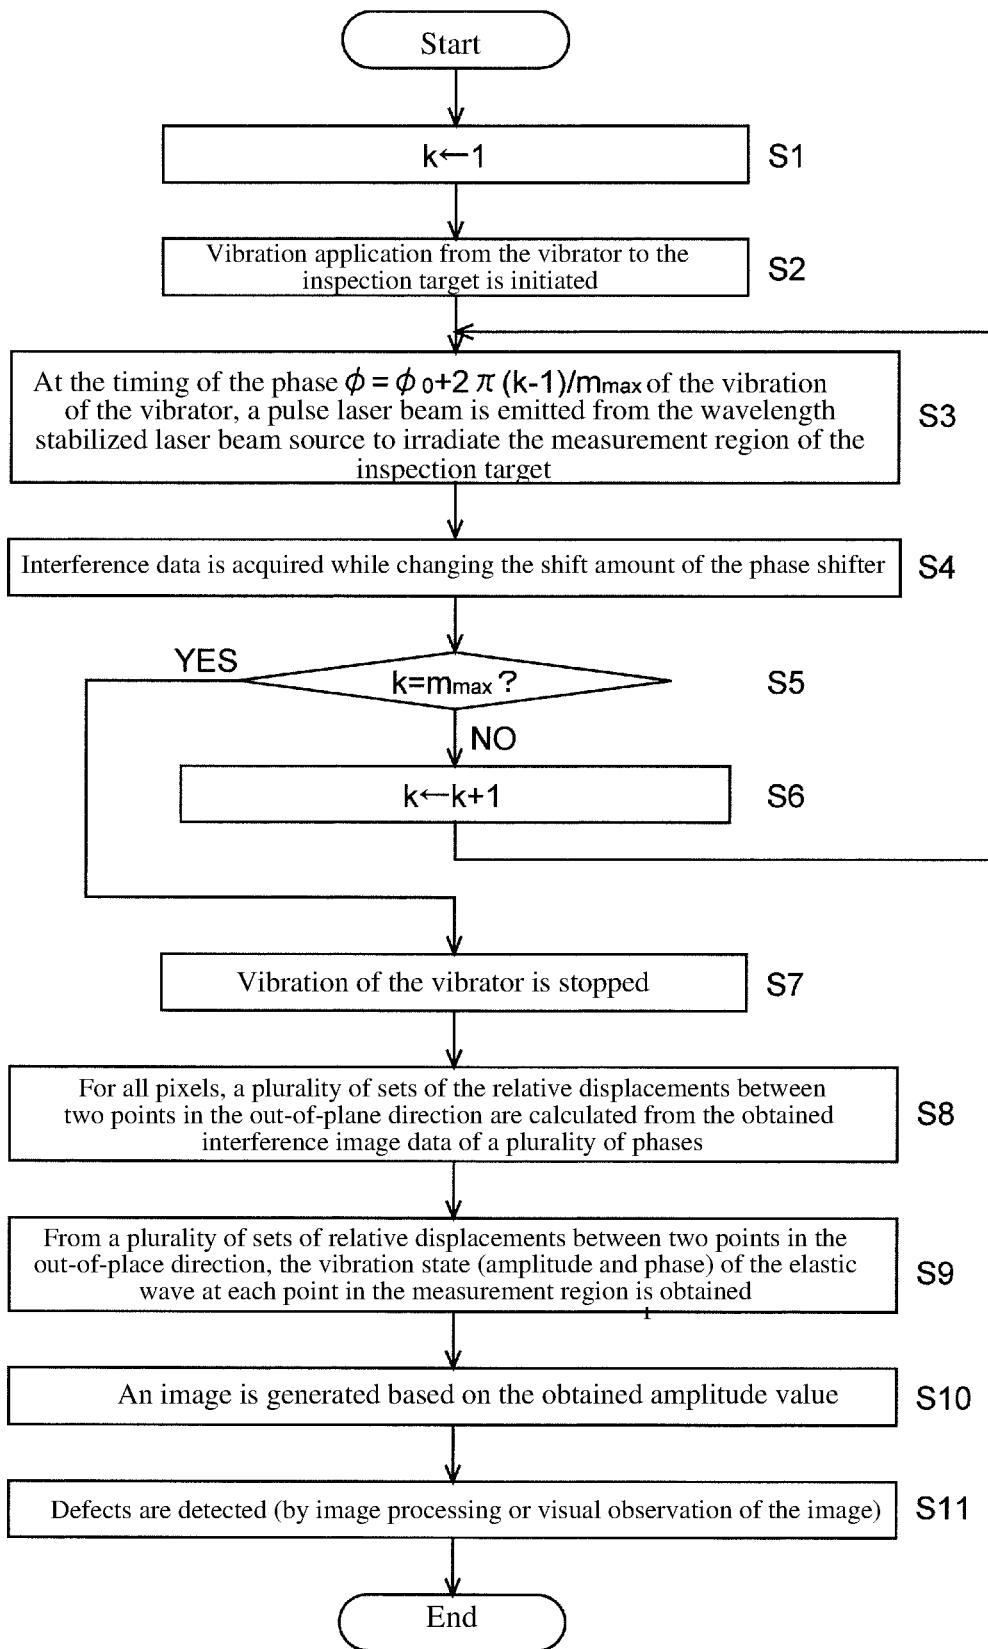 Start
k←1
S1
Vibration application from the vibrator to the
inspection target is initiated
S2
At the timing of the phase ϕ = ϕ 0+2 π (k-1)/mmax of the vibration
of the vibrator, a pulse laser beam is emitted from the wavelength
stabilized laser beam source to irradiate the measurement region of the
inspection target
S3
Interference data is acquired while changing the shift amount of the phase shifter
S4
YES
k=mmax ?
S5
NO
k←k+1
S6
Vibration of the vibrator is stopped
S7
For all pixels, a plurality of sets of the relative displacements between
two points in the out-of-plane direction are calculated from the obtained
interference image data of a plurality of phases
S8
From a plurality of sets of relative displacements between two points in the
out-of-place direction, the vibration state (amplitude and phase) of the elastic
wave at each point in the measurement region is obtained
S9
An image is generated based on the obtained amplitude value
S10
Defects are detected (by image processing or visual observation of the image)
S11
End